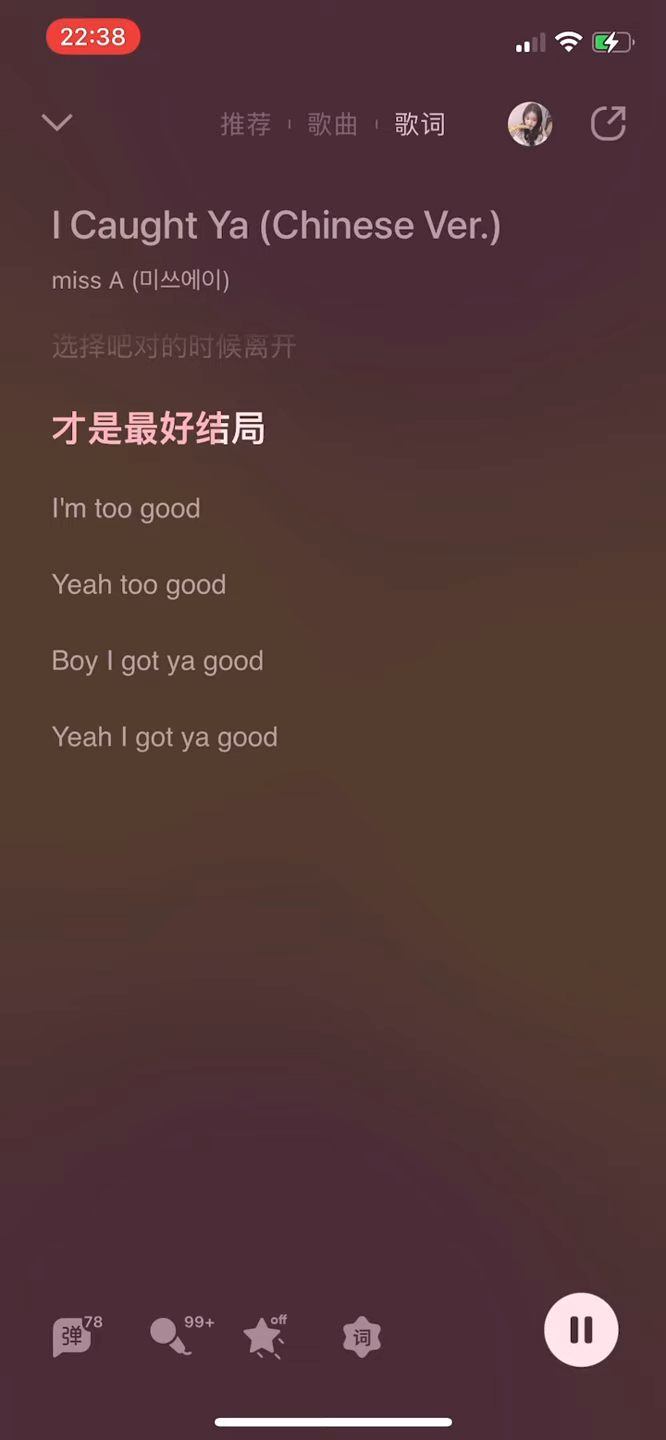 22:38
推荐 歌曲 歌词
I Caught Ya (Chinese Ver.)
miss A (미쓰에이)
选择吧对的时候离开
才是最好结局
I'm too good
Yeah too good
Boy I got ya good
Yeah I got ya good
弹 78 99+ off 词